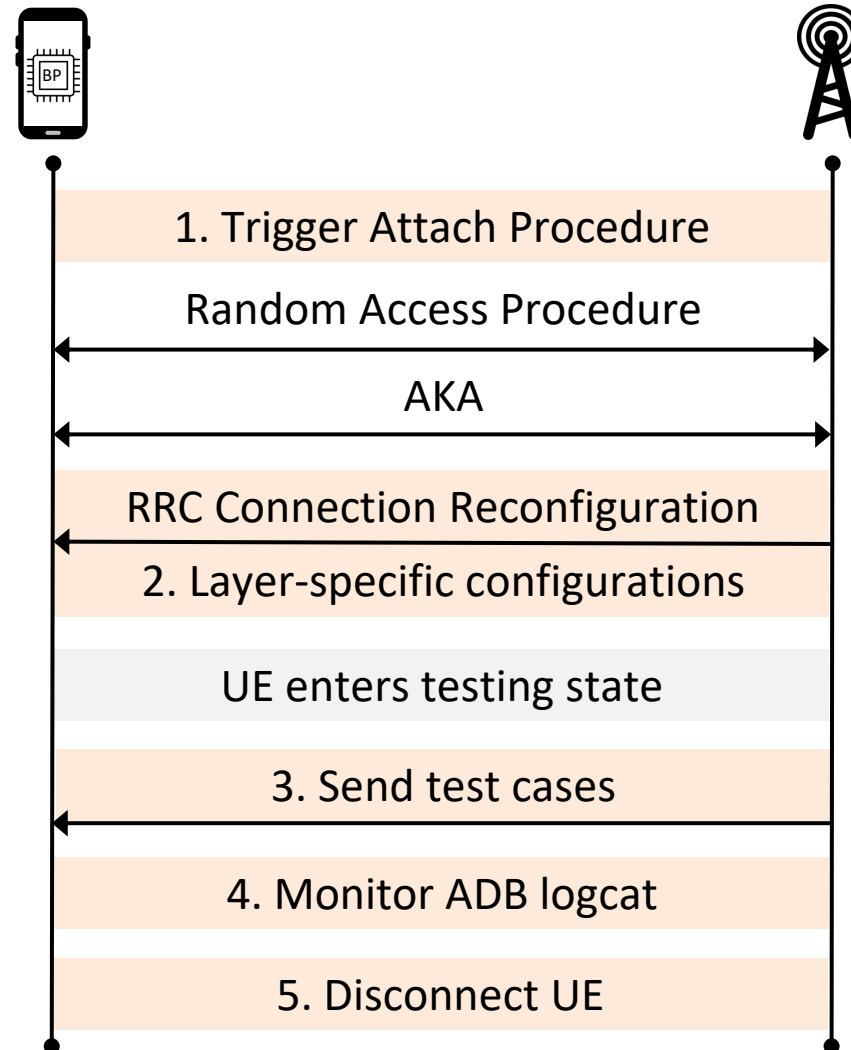 BP
1. Trigger Attach Procedure
Random Access Procedure
AKA
RRC Connection Reconfiguration
2. Layer-specific configurations
UE enters testing state
3. Send test cases
4. Monitor ADB logcat
5. Disconnect UE